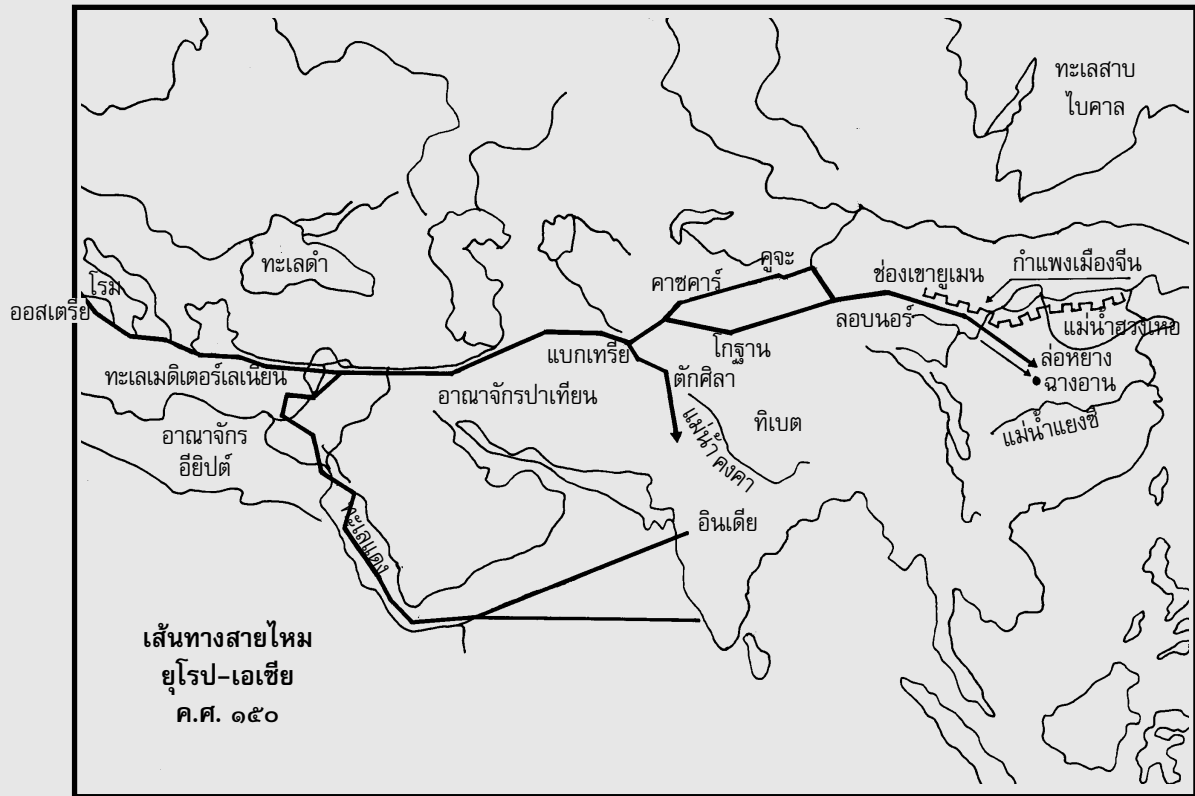 ทะเลสาบ
ไบคาล
ทะเลดำ
โรม
ออสเตรีย
คูจะ
คาซคาร์
ช่องเขายูเมน
กำแพงเมืองจีน
ลอบนอร์
แม่น้ำฮวงเหอ
แบกเทรีย
โกฐาน
ล่อหยาง
ฉางอาน
ทะเลเมดิเตอร์เลเนียน
อาณาจักรปาเทียน
ตักศิลา
ทิเบต
แม่น้ำแยงซี
แม่น้ำคงคา
อาณาจักร
อียิปต์
ทะเลแดง
อินเดีย
เส้นทางสายไหม
ยุโรป-เอเซีย
ค.ศ. ๑๕๐